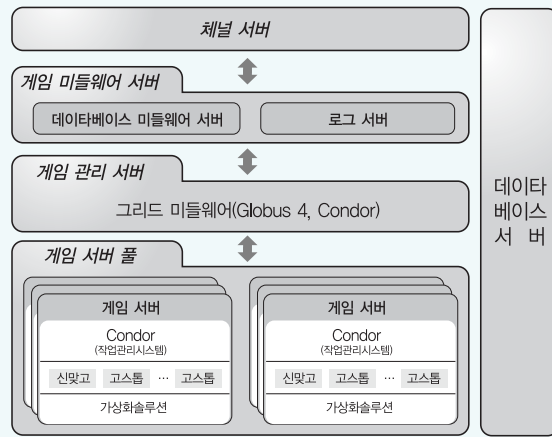 채널 서버
게임 미들웨어 서버
데이타베이스 미들웨어 서버
로그 서버
게임 관리 서버
그리드 미들웨어(Globus 4, Condor)
게임 서버 풀
게임 서버
Condor
(작업관리시스템)
신맞고 고스톱 ··· 고스톱
가상화솔루션
게임 서버
Condor
(작업관리시스템)
신맞고 고스톱 ··· 고스톱
가상화솔루션
데이타
베이스
서 버